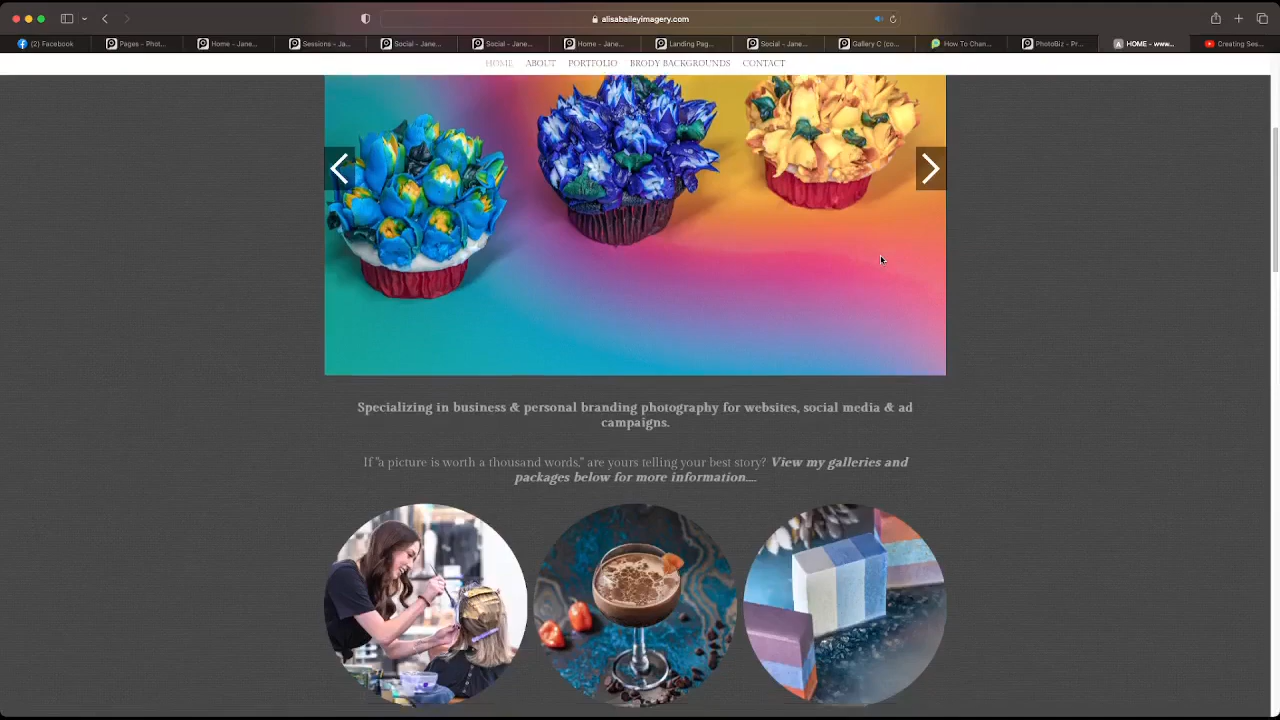 alisabaileyimagery.com
(2) Facebook
Pages - Phot...
Home - Jane...
Sessions - Ja...
Social - Jane...
Social - Jane...
Home - Jane...
Landing Pag...
Social - Jane...
Gallery C (co...
How To Chan...
PhotoBiz - Pr...
A HOME - www...
Creating Ses...
HOME ABOUT PORTFOLIO BRODY BACKGROUNDS CONTACT
Specializing in business & personal branding photography for websites, social media & ad
campaigns.
If "a picture is worth a thousand words," are yours telling your best story? View my galleries and
packages below for more information....